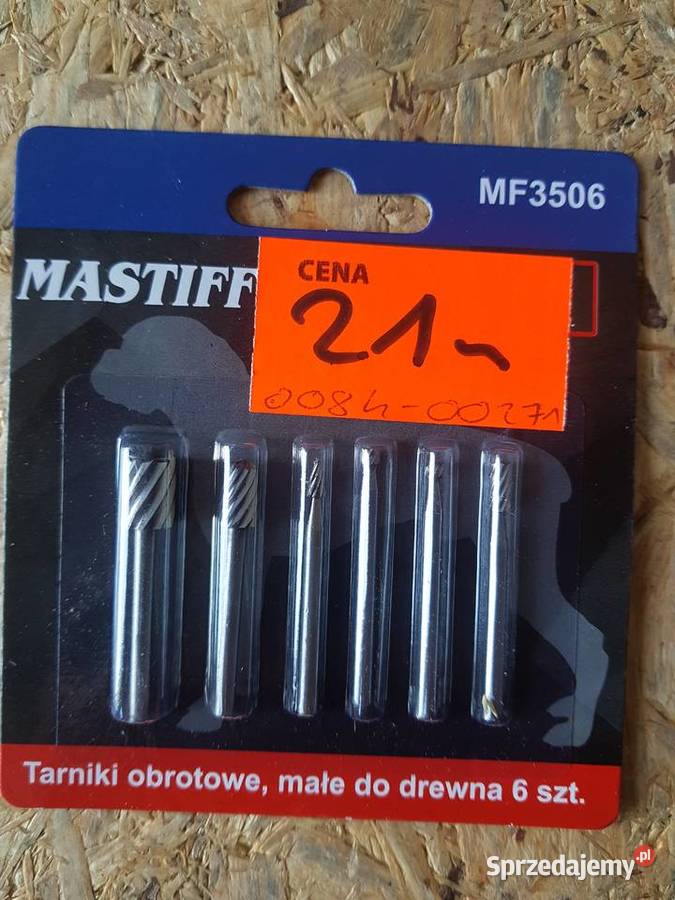 MF3506
MASTIFF
CENA
21~
0084-00271
Tarniki obrotowe, małe do drewna 6 szt.
Sprzedajemy.pl